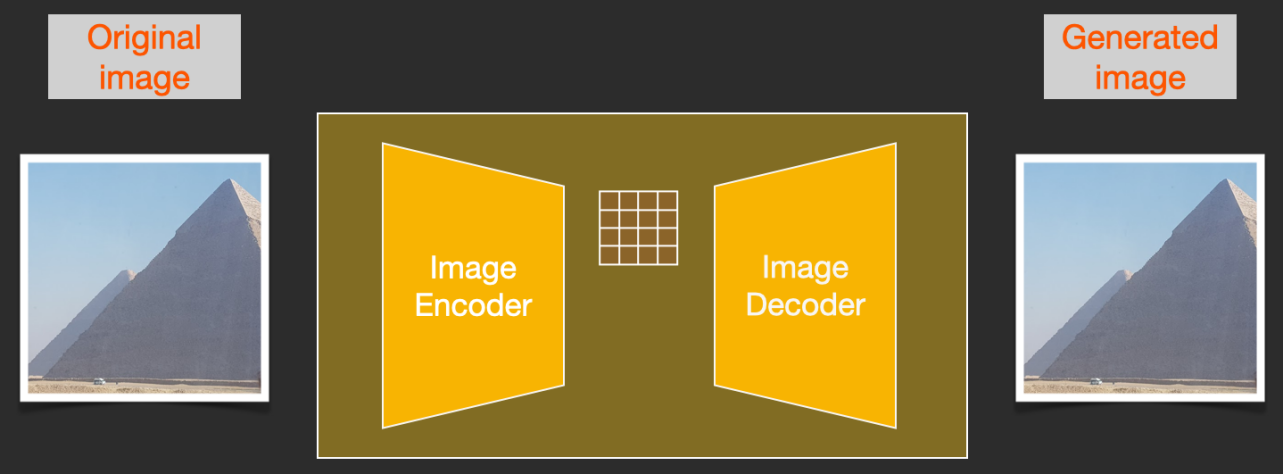 Original
image
Generated
image
Image
Encoder
Image
Decoder